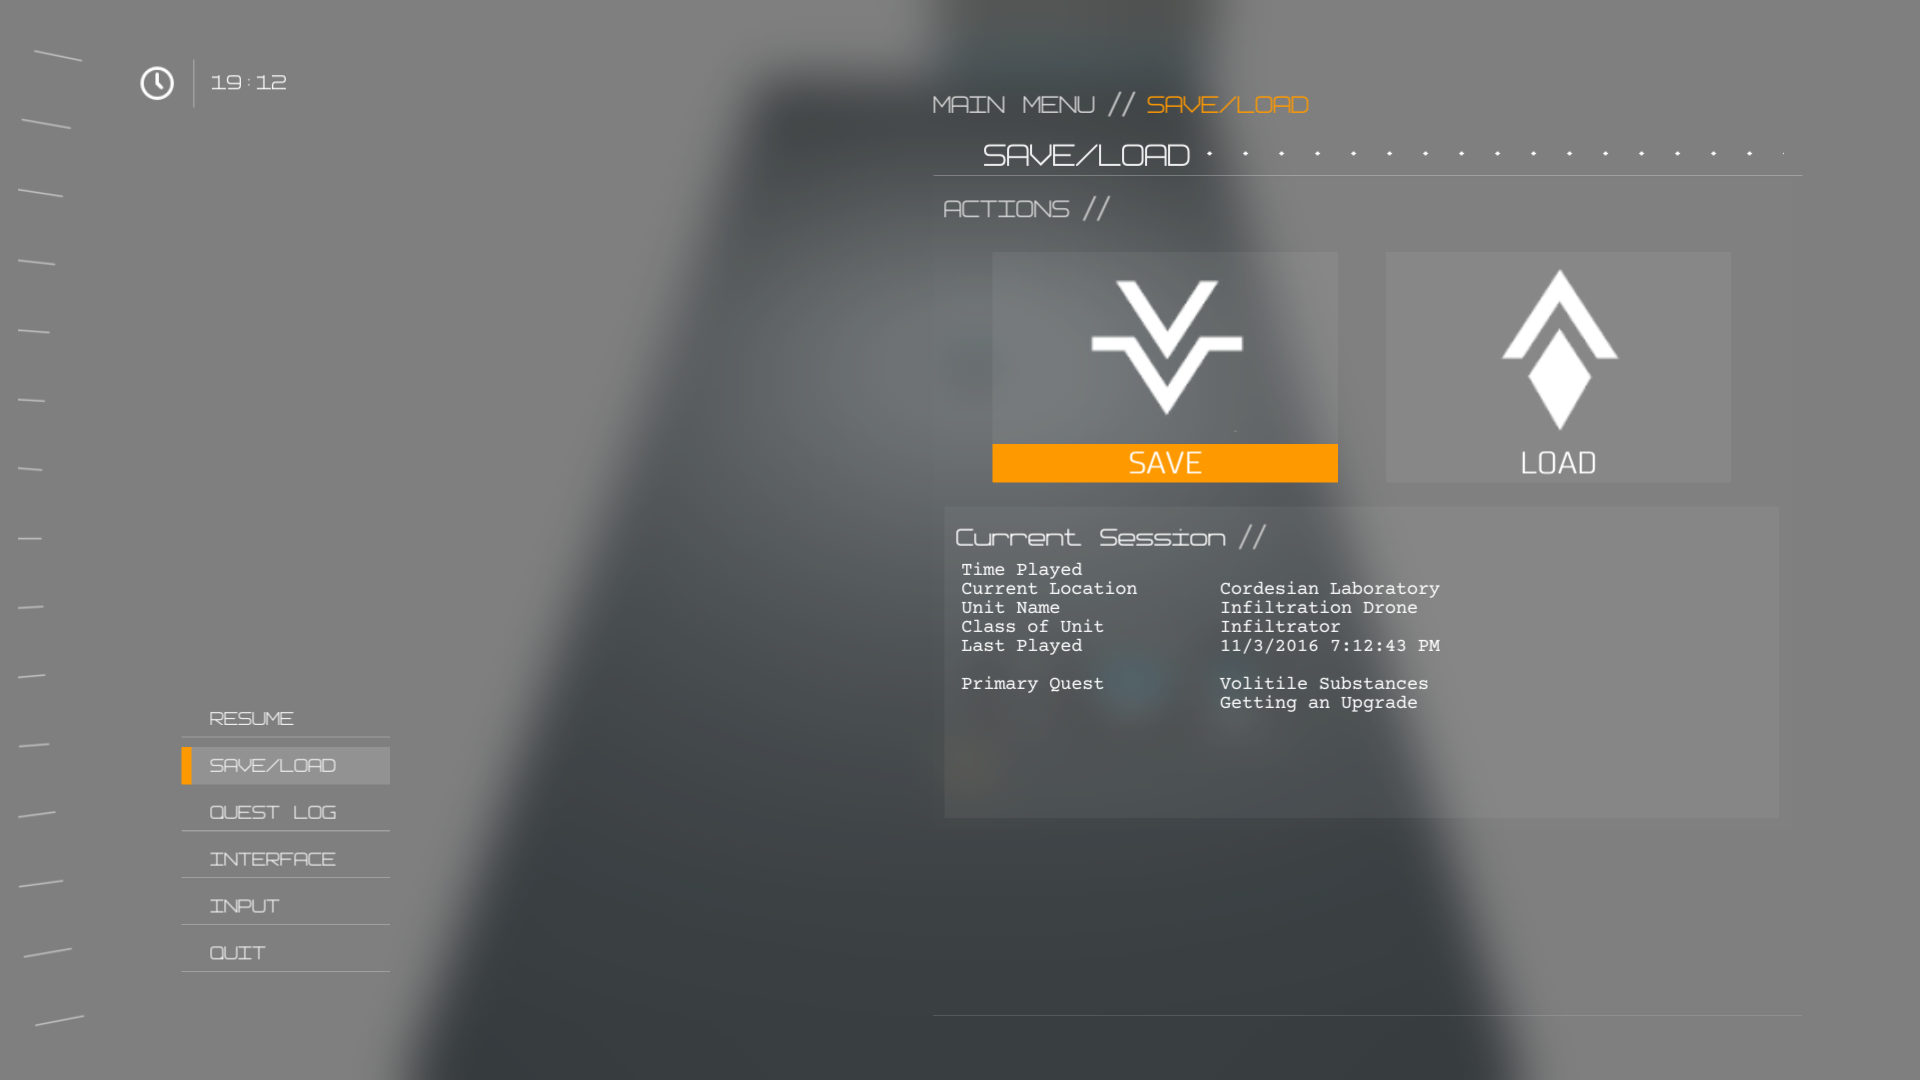 19:12
MAIN MENU // SAVE/LOAD
SAVE/LOAD
ACTIONS //
SAVE
LOAD
Current Session //
Time Played
Current Location Cordesian Laboratory
Unit Name Infiltration Drone
Class of Unit Infiltrator
Last Played 11/3/2016 7:12:43 PM
Primary Quest Volitile Substances
Getting an Upgrade
RESUME
SAVE/LOAD
QUEST LOG
INTERFACE
INPUT
QUIT